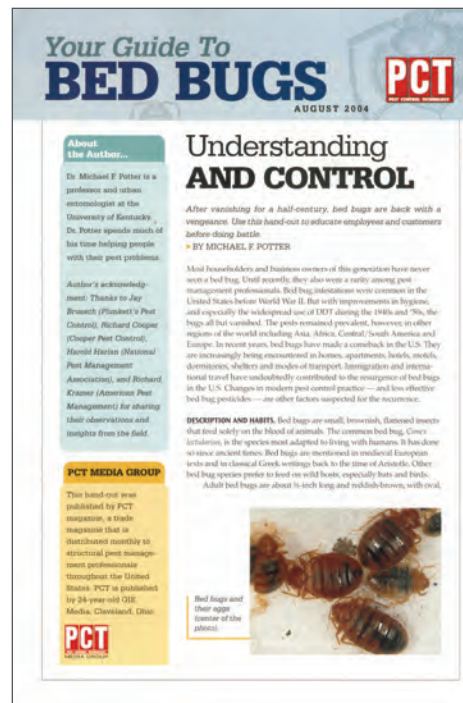 Your Guide To
BED BUGS
PCT
PEST CONTROL TECHNOLOGY
AUGUST 2004
About
the Author...
Dr. Michael F. Potter is a
professor and urban
entomologist at the
University of Kentucky.
Dr. Potter spends much of
his time helping people
with their pest problems.
Author's acknowledg-
ment: Thanks to Jay
Bruesch (Plunkett's Pest
Control), Richard Cooper
(Cooper Pest Control),
Harold Harlan (National
Pest Management
Association), and Richard
Kramer (American Pest
Management) for sharing
their observations and
insights from the field.
PCT MEDIA GROUP
This hand-out was
published by PCT
magazine, a trade
magazine that is
distributed monthly to
structural pest manage-
ment professionals
throughout the United
States. PCT is published
by 24-year-old GIE
Media, Cleveland, Ohio.
PCT
MEDIA GROUP
Understanding
AND CONTROL
After vanishing for a half-century, bed bugs are back with a
vengeance. Use this hand-out to educate employees and customers
before doing battle.
> BY MICHAEL F. POTTER
Most householders and business owners of this generation have never
seen a bed bug. Until recently, they also were a rarity among pest
management professionals. Bed bug infestations were common in the
United States before World War II. But with improvements in hygiene,
and especially the widespread use of DDT during the 1940s and '50s, the
bugs all but vanished. The pests remained prevalent, however, in other
regions of the world including Asia, Africa, Central/South America and
Europe. In recent years, bed bugs have made a comeback in the U.S. They
are increasingly being encountered in homes, apartments, hotels, motels,
dormitories, shelters and modes of transport. Immigration and interna-
tional travel have undoubtedly contributed to the resurgence of bed bugs
in the U.S. Changes in modern pest control practice — and less effective
bed bug pesticides — are other factors suspected for the recurrence.
DESCRIPTION AND HABITS. Bed bugs are small, brownish, flattened insects
that feed solely on the blood of animals. The common bed bug, Cimex
lectularius, is the species most adapted to living with humans. It has done
so since ancient times. Bed bugs are mentioned in medieval European
texts and in classical Greek writings back to the time of Aristotle. Other
bed bug species prefer to feed on wild hosts, especially bats and birds.
Adult bed bugs are about -inch long and reddish-brown, with oval,
Bed bugs and
their eggs
(center of the
photo).